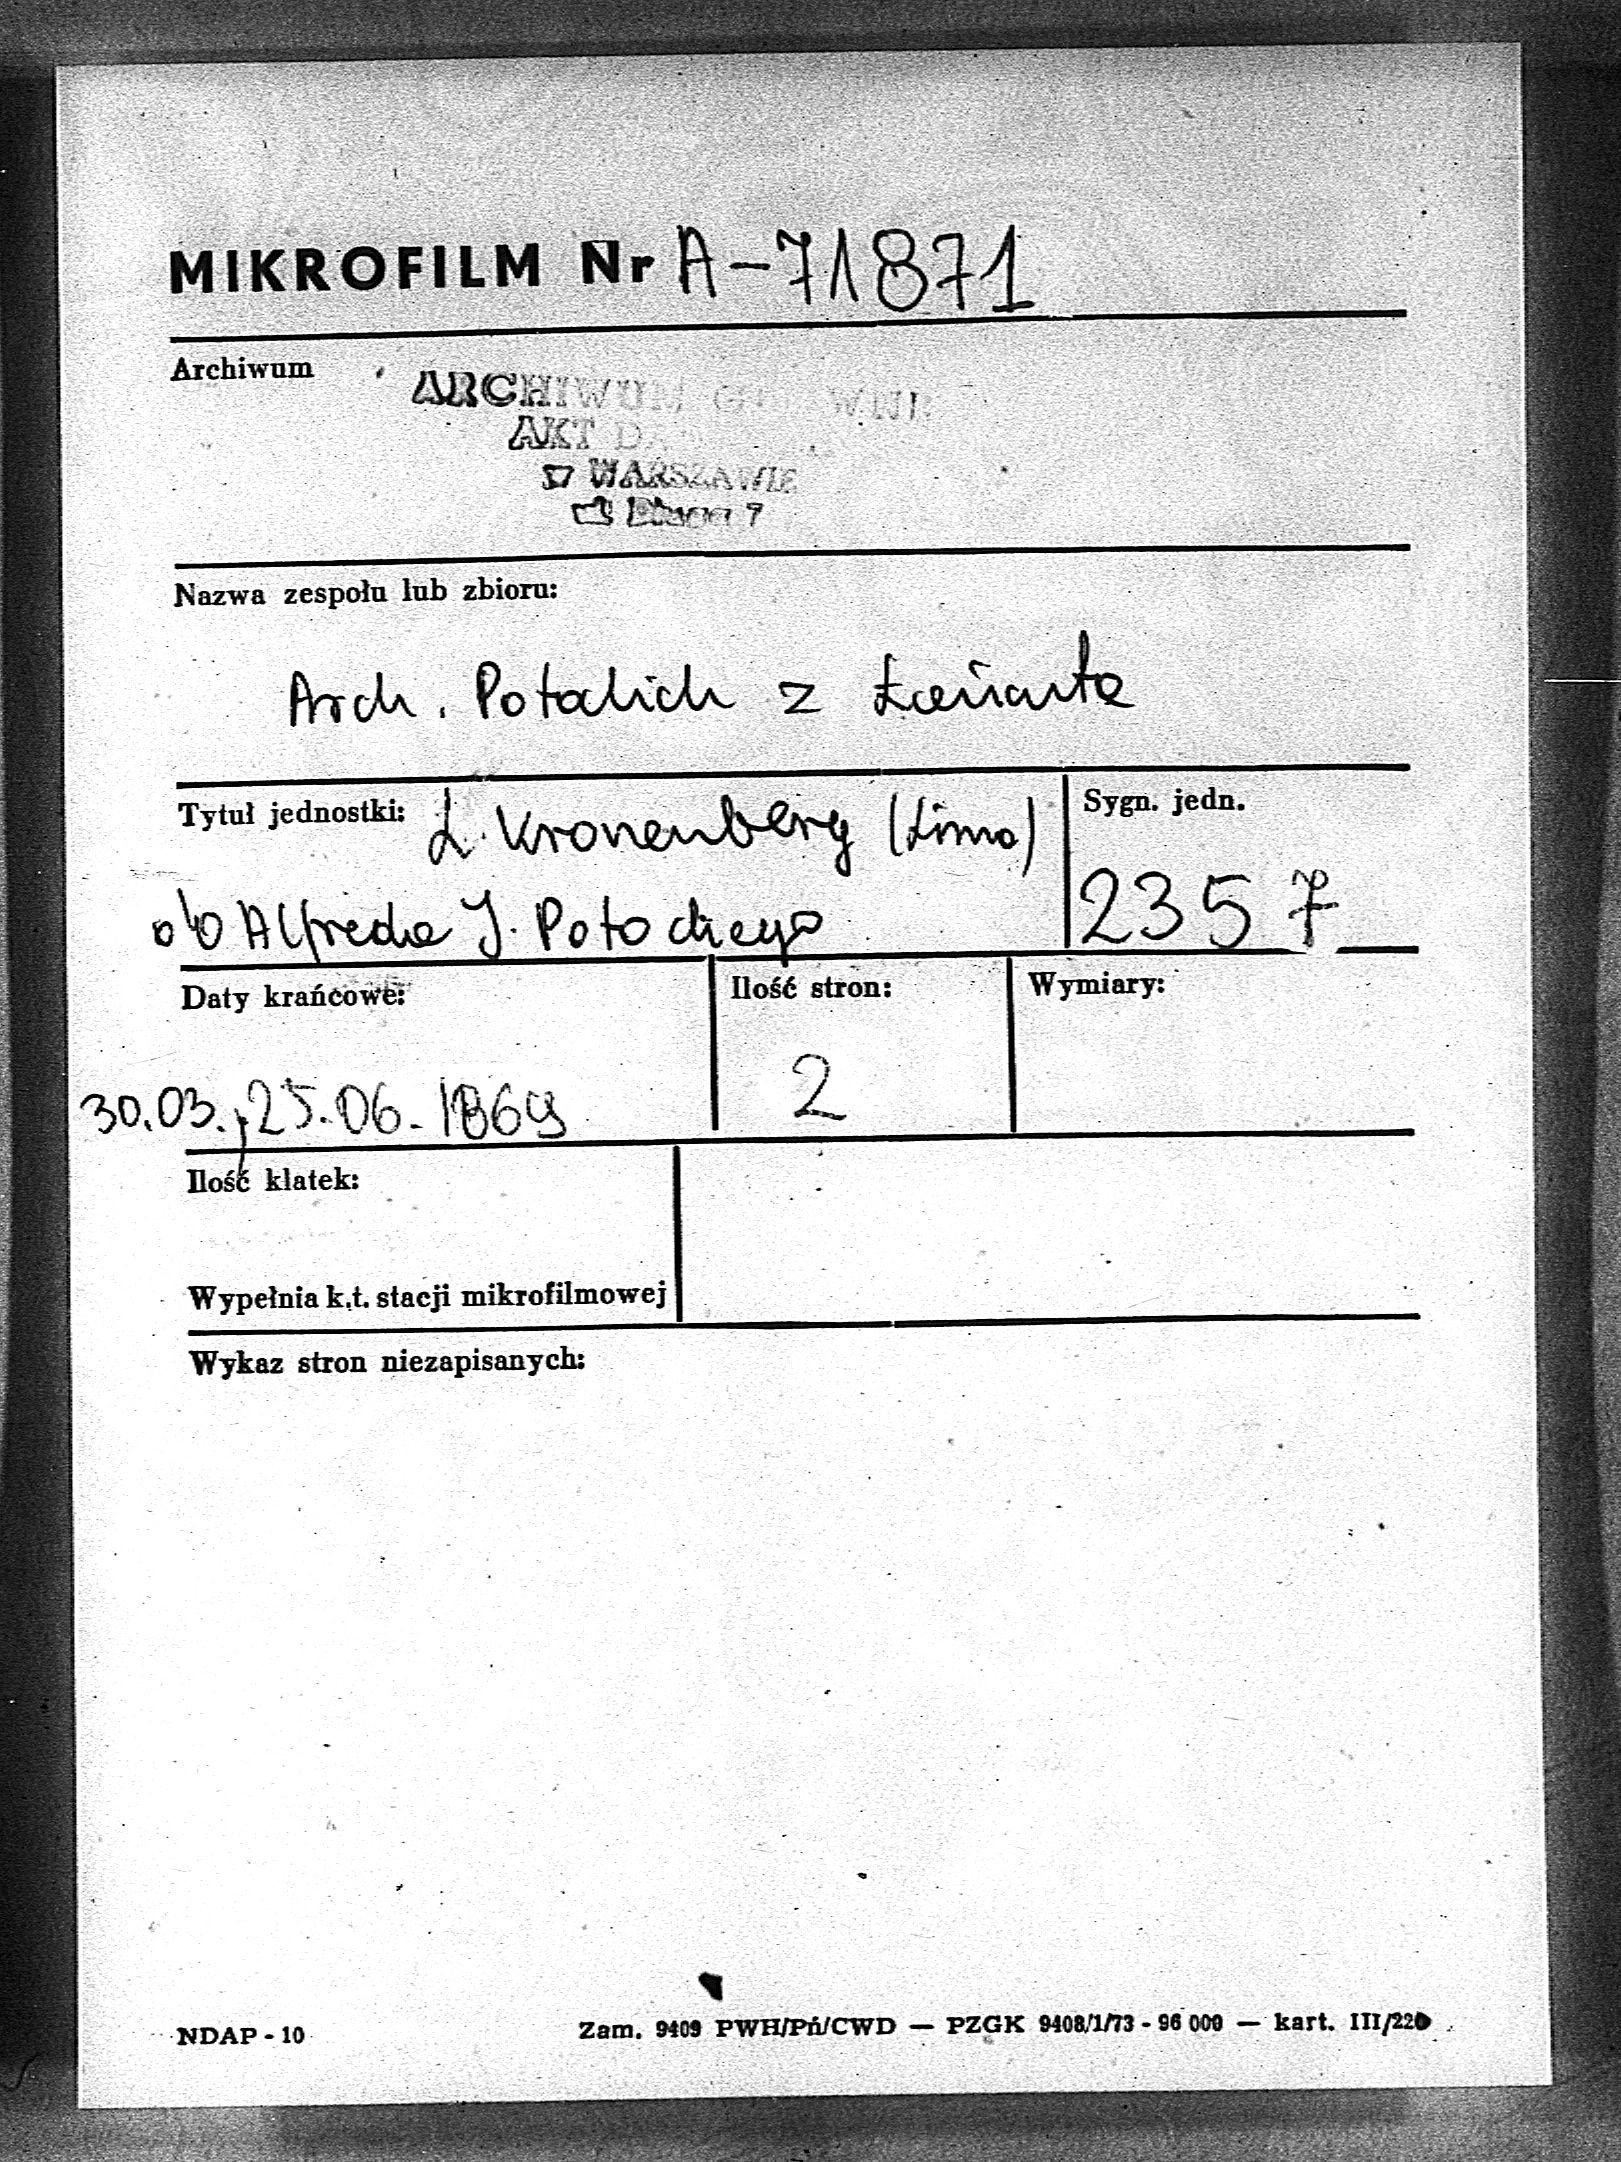 MIKROFILM Nr A-71871
Archiwum
ARCHIWUM
AKT
W WARSZAWIE
7
Nazwa zespołu lub zbioru:
Arch. Potockich z Łańcuta
Tytuł jednostki: L. Kronenberg (firma)
Sygn. jedn.
do Alfreda J. Potockiego
2357
Daty krańcowe:
Ilość stron:
Wymiary:
30.03., 25.06. 1869
2
Ilość klatek:
Wypełnia k.t. stacji mikrofilmowej
Wykaz stron niezapisanych:
NDAP - 10
Zam. 9409 PWH/Pń/CWD — PZGK 9408/1/73 - 96 000 — kart. III/220